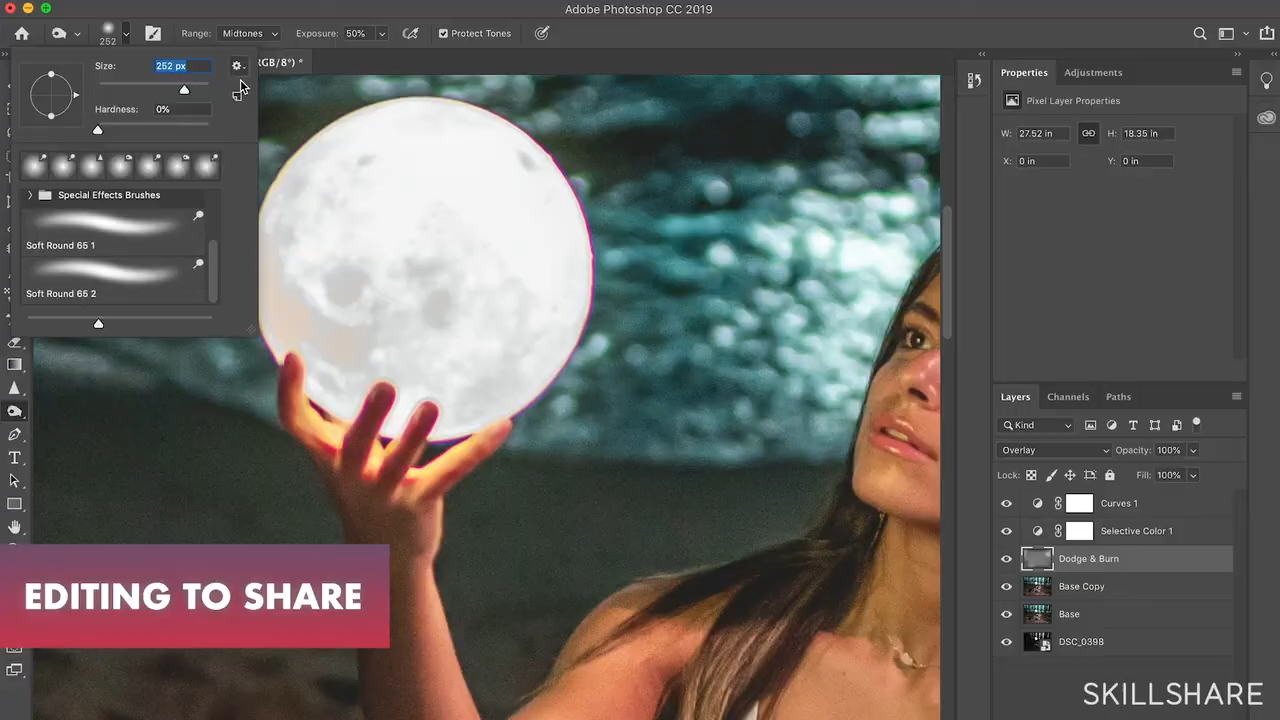 Adobe Photoshop CC 2019
252
Range: Midtones
Exposure: 50%
Protect Tones
Size: 252 px
RGB/8*) *
Hardness: 0%
Special Effects Brushes
Soft Round 65 1
Soft Round 65 2
Properties
Adjustments
Pixel Layer Properties
W: 27.52 in
H: 18.35 in
X: 0 in
Y: 0 in
Layers
Channels
Paths
Kind
Overlay
Opacity: 100%
Lock:
Fill: 100%
Curves 1
Selective Color 1
Dodge & Burn
Base Copy
Base
DSC_0398
EDITING TO SHARE
SKILLSHARE